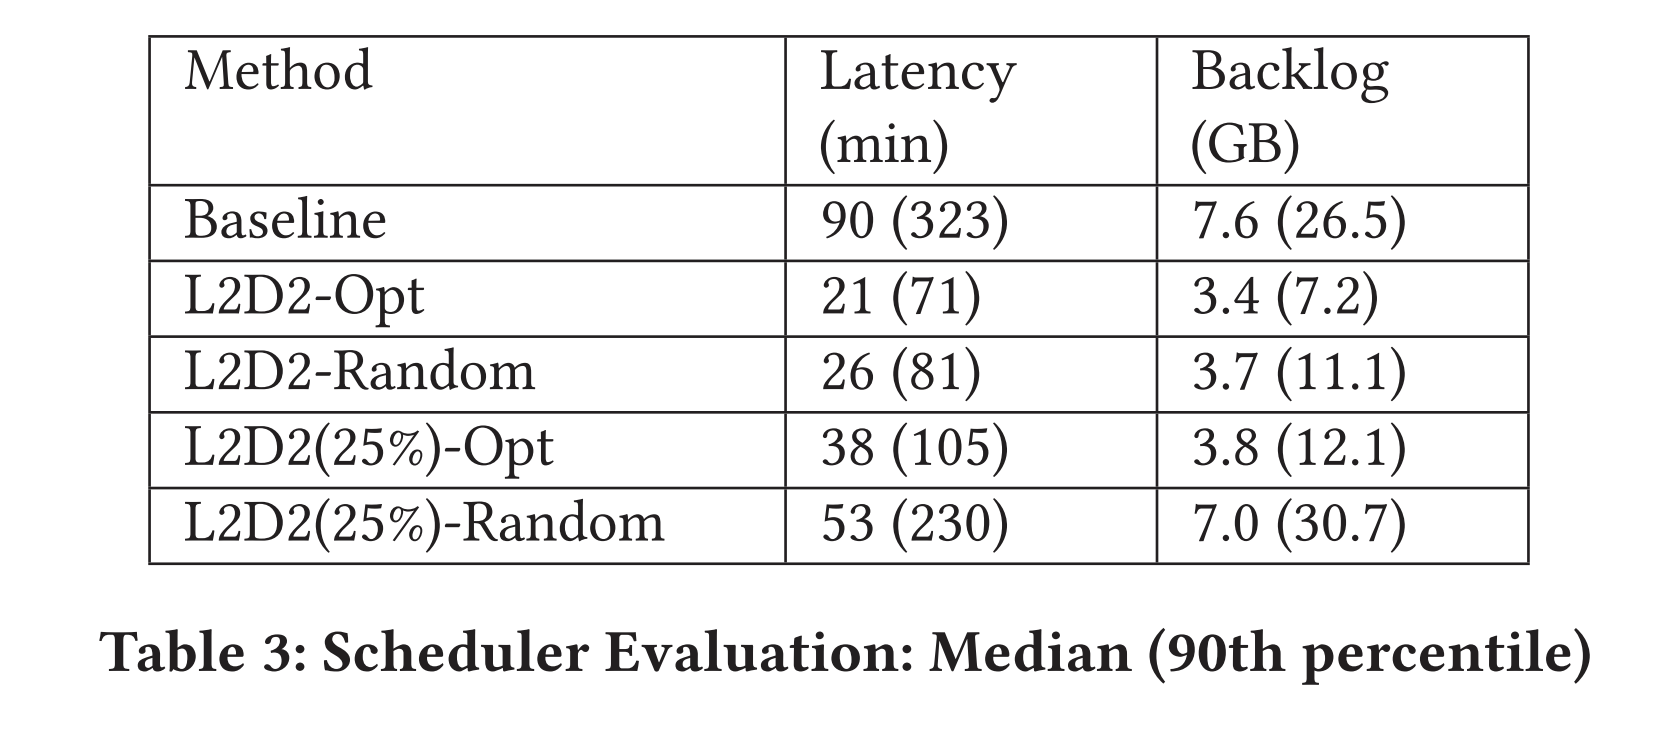 Method Latency (min) Backlog (GB)
Baseline 90 (323) 7.6 (26.5)
L2D2-Opt 21 (71) 3.4 (7.2)
L2D2-Random 26 (81) 3.7 (11.1)
L2D2(25%)-Opt 38 (105) 3.8 (12.1)
L2D2(25%)-Random 53 (230) 7.0 (30.7)
Table 3: Scheduler Evaluation: Median (90th percentile)